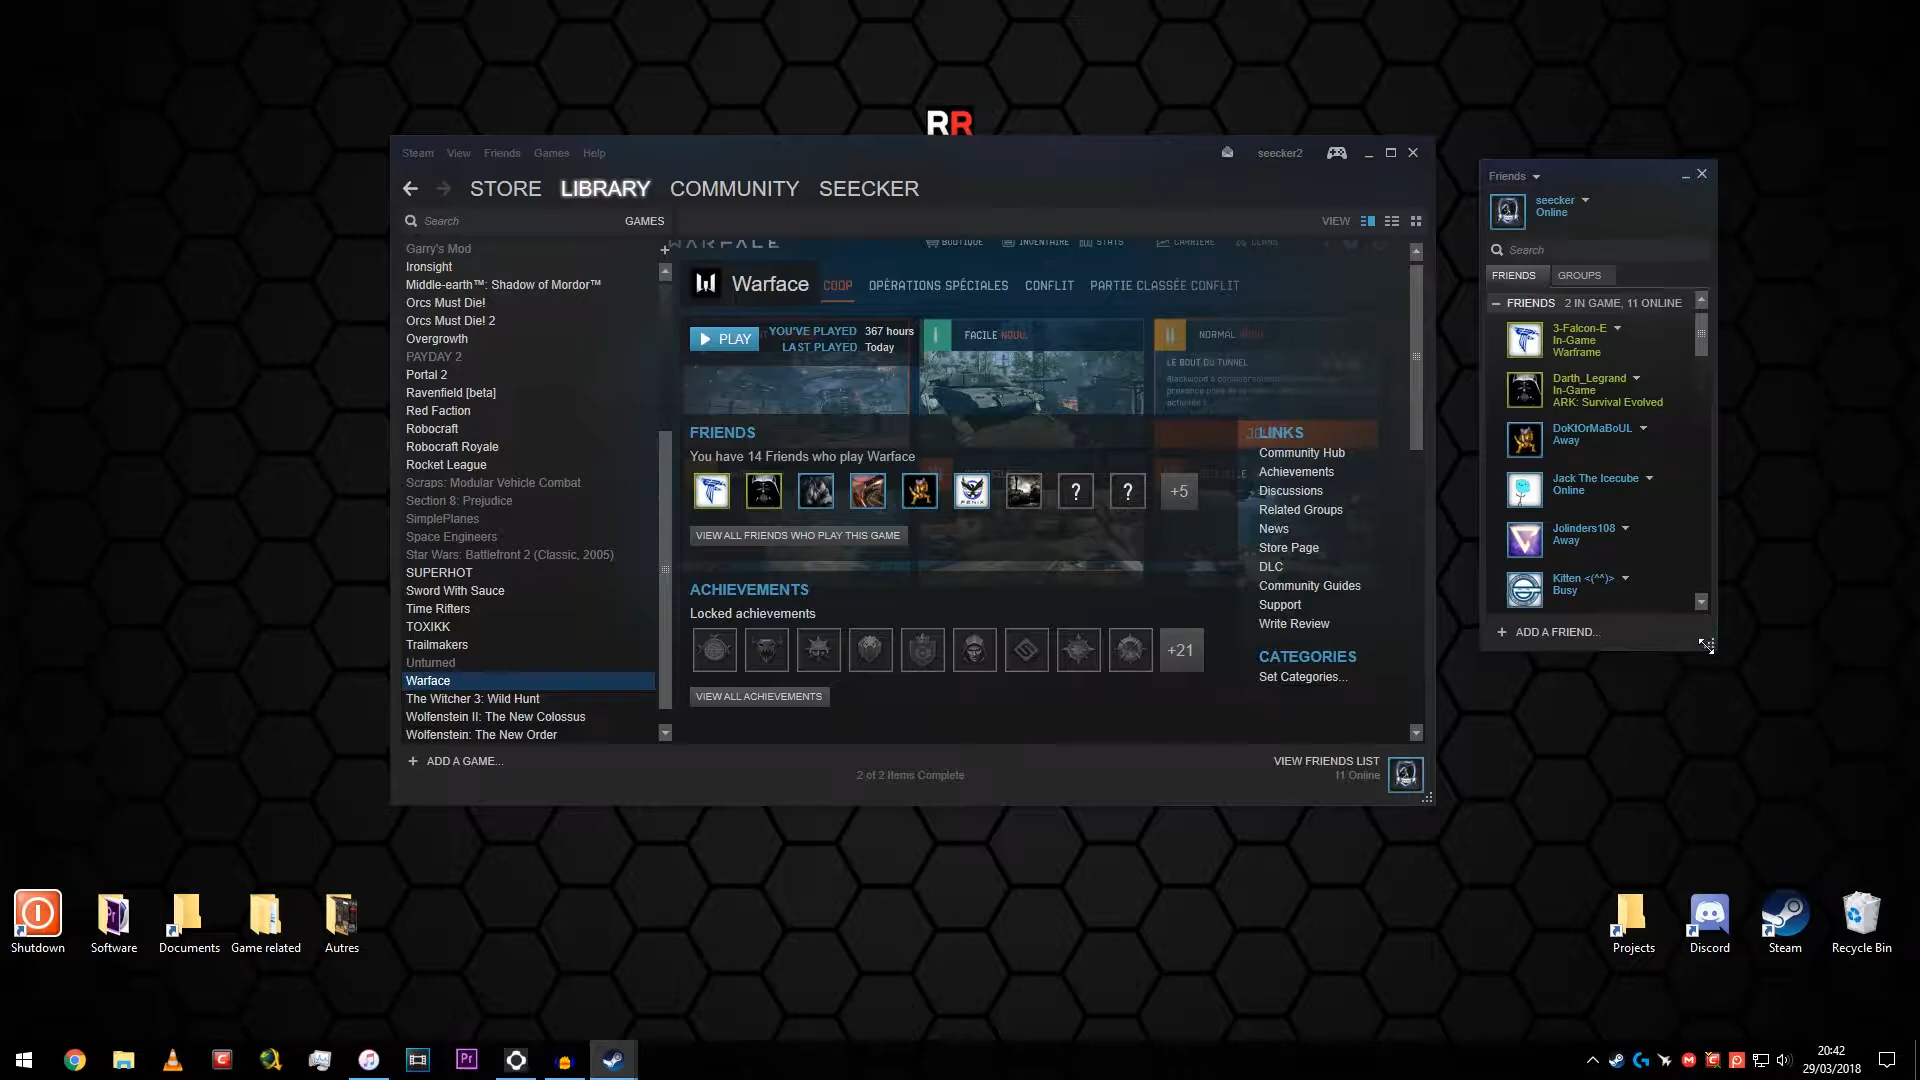 RR
Steam View Friends Games Help
seecker2
STORE LIBRARY COMMUNITY SEECKER
Search
GAMES
VIEW
Garry's Mod
Ironsight
Middle-earth™: Shadow of Mordor™
Orcs Must Die!
Orcs Must Die! 2
Overgrowth
PAYDAY 2
Portal 2
Ravenfield [beta]
Red Faction
Robocraft
Robocraft Royale
Rocket League
Scraps: Modular Vehicle Combat
Section 8: Prejudice
SimplePlanes
Space Engineers
Star Wars: Battlefront 2 (Classic, 2005)
SUPERHOT
Sword With Sauce
Time Rifters
TOXIKK
Trailmakers
Unturned
Warface
The Witcher 3: Wild Hunt
Wolfenstein II: The New Colossus
Wolfenstein: The New Order
+ ADD A GAME...
WARFACE
BOUTIQUE INVENTAIRE STATS CARRIÈRE CLANS
Warface COOP OPÉRATIONS SPÉCIALES CONFLIT PARTIE CLASSÉE CONFLIT
PLAY
YOU'VE PLAYED 367 hours
LAST PLAYED Today
FACILE NOUV.
NORMAL
LE BOUT DU TUNNEL
FRIENDS
You have 14 Friends who play Warface
? ? +5
VIEW ALL FRIENDS WHO PLAY THIS GAME
ACHIEVEMENTS
Locked achievements
+21
VIEW ALL ACHIEVEMENTS
LINKS
Community Hub
Achievements
Discussions
Related Groups
News
Store Page
DLC
Community Guides
Support
Write Review
CATEGORIES
Set Categories...
2 of 2 Items Complete
VIEW FRIENDS LIST
11 Online
Friends
seecker
Online
Search
FRIENDS GROUPS
FRIENDS 2 IN GAME, 11 ONLINE
3-Falcon-E
In-Game
Warframe
Darth_Legrand
In-Game
ARK: Survival Evolved
DoKtOrMaBoUL
Away
Jack The Icecube
Online
Jolinders108
Away
Kitten <(^^)>
Busy
+ ADD A FRIEND...
Shutdown
Software
Documents
Game related
Autres
Projects
Discord
Steam
Recycle Bin
Pr
20:42
29/03/2018